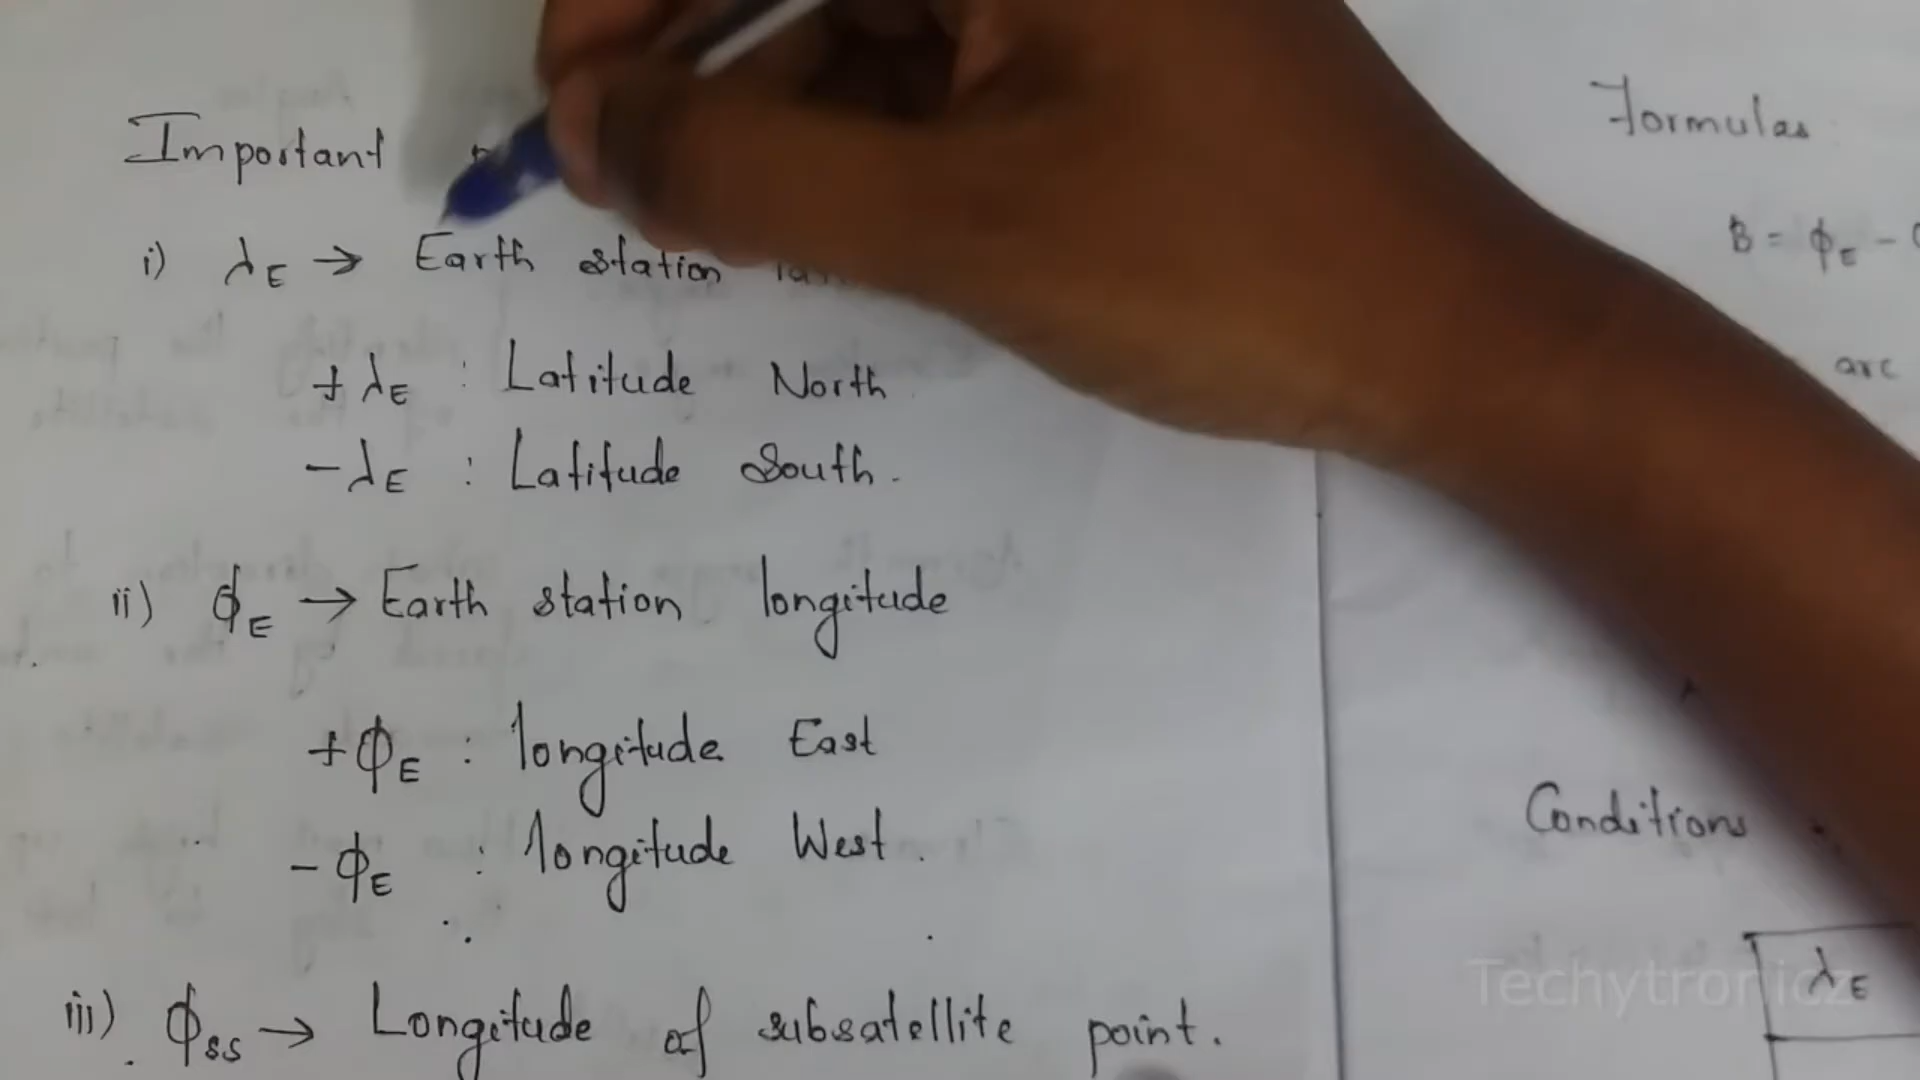 Important
i) λE → Earth station
+ λE : Latitude North
- λE : Latitude South.
ii) ϕE → Earth station longitude
+ϕE : longitude East
- ϕE : longitude West.
iii) ϕss → Longitude of subsatellite point.
Formulas
B = ϕE -
arc
Conditions
λE
Techytronicz